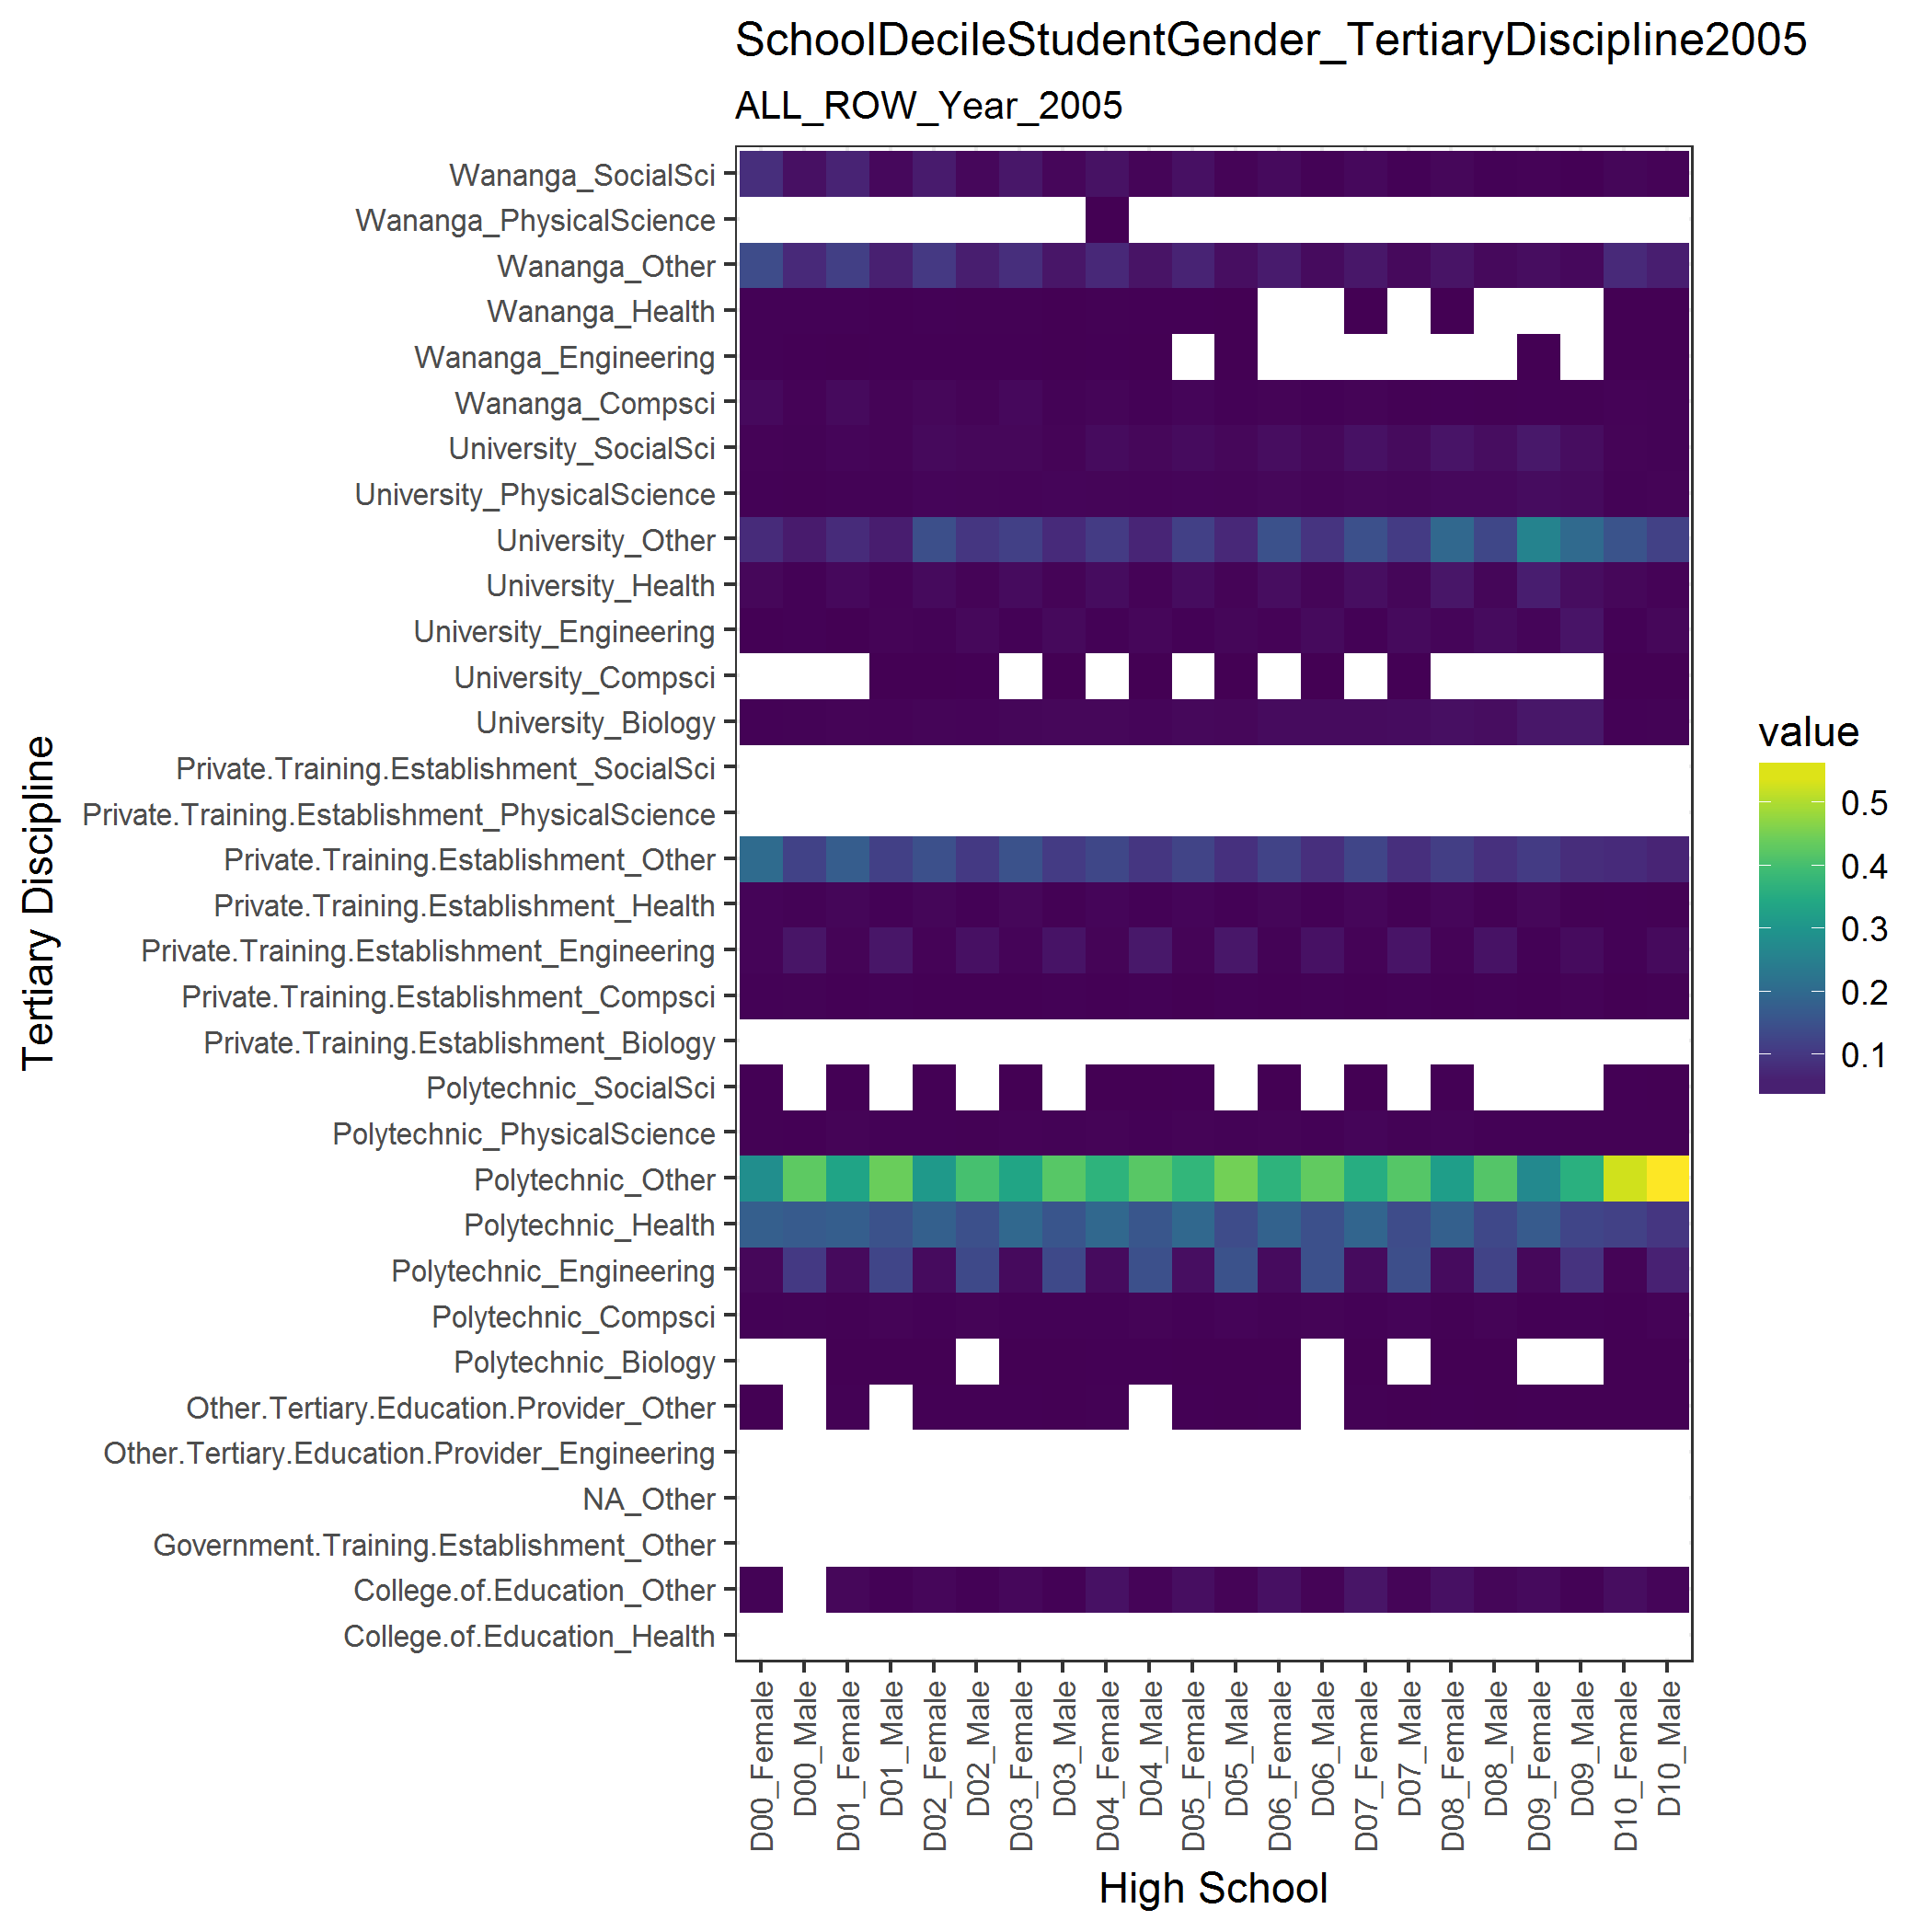 SchoolDecileStudentGender_TertiaryDiscipline2005
ALL_ROW_Year_2005
Tertiary Discipline
Wananga_SocialSci
Wananga_PhysicalScience
Wananga_Other
Wananga_Health
Wananga_Engineering
Wananga_Compsci
University_SocialSci
University_PhysicalScience
University_Other
University_Health
University_Engineering
University_Compsci
University_Biology
Private.Training.Establishment_SocialSci
Private.Training.Establishment_PhysicalScience
Private.Training.Establishment_Other
Private.Training.Establishment_Health
Private.Training.Establishment_Engineering
Private.Training.Establishment_Compsci
Private.Training.Establishment_Biology
Polytechnic_SocialSci
Polytechnic_PhysicalScience
Polytechnic_Other
Polytechnic_Health
Polytechnic_Engineering
Polytechnic_Compsci
Polytechnic_Biology
Other.Tertiary.Education.Provider_Other
Other.Tertiary.Education.Provider_Engineering
NA_Other
Government.Training.Establishment_Other
College.of.Education_Other
College.of.Education_Health
D00_Female
D00_Male
D01_Female
D01_Male
D02_Female
D02_Male
D03_Female
D03_Male
D04_Female
D04_Male
D05_Female
D05_Male
D06_Female
D06_Male
D07_Female
D07_Male
D08_Female
D08_Male
D09_Female
D09_Male
D10_Female
D10_Male
High School
value
0.5
0.4
0.3
0.2
0.1